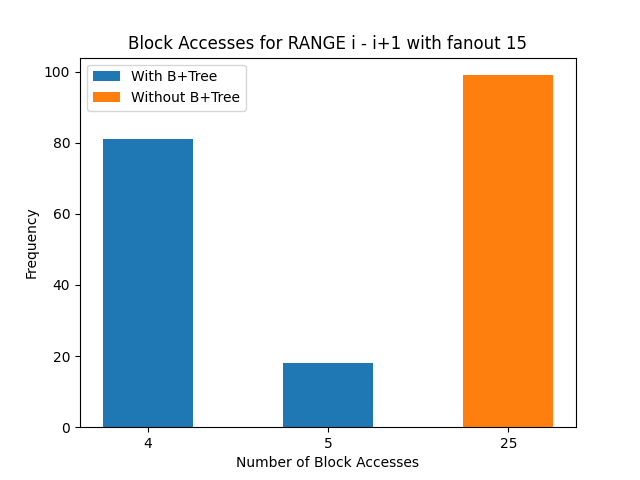 Block Accesses for RANGE i - i+1 with fanout 15
With B+Tree
Without B+Tree
100
80
60
40
20
0
Frequency
4 5 25
Number of Block Accesses